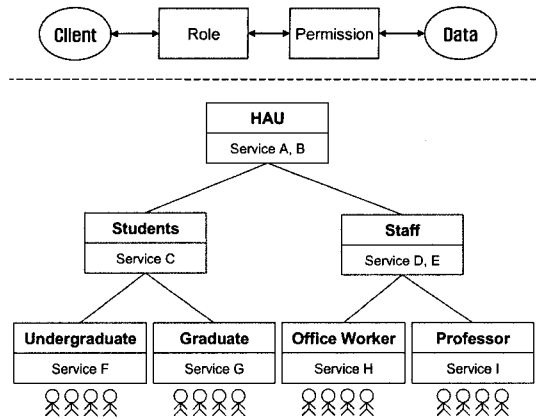 Client Role Permission Data
HAU
Service A, B
Students Staff
Service C Service D, E
Undergraduate Graduate Office Worker Professor
Service F Service G Service H Service I